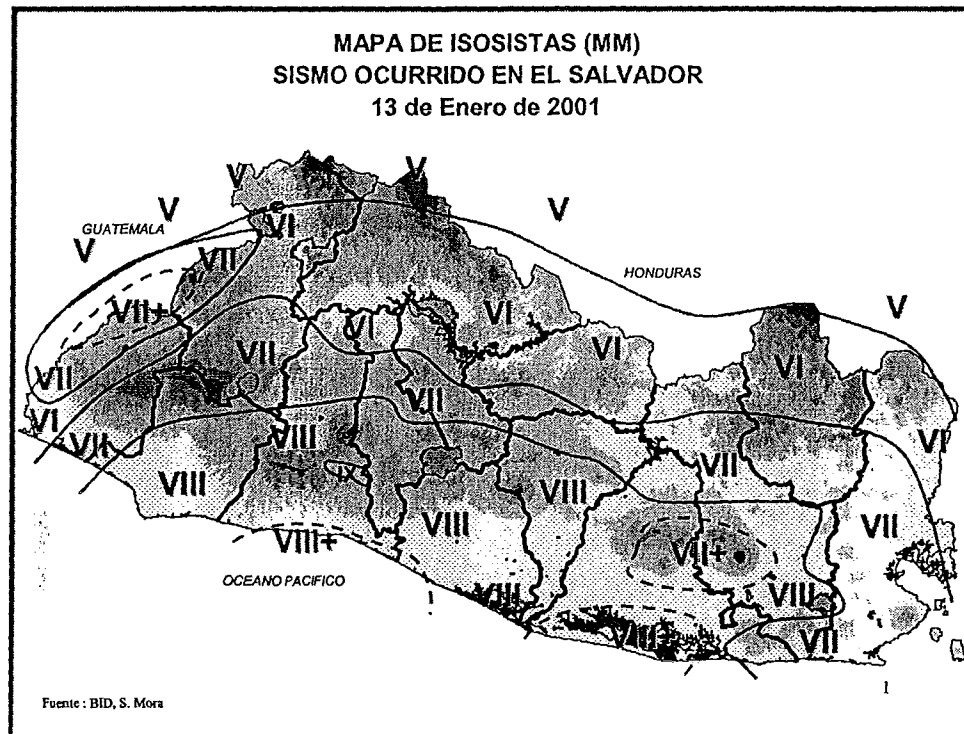 MAPA DE ISOSISTAS (MM)
SISMO OCURRIDO EN EL SALVADOR
13 de Enero de 2001
V
V
V
V
V
GUATEMALA
VI
VII
HONDURAS
VII+
V
VI
VI
VI
VII
VI
VII
VI
VII
VIII
VI
VII
VIII
IX
VIII
VII
VIII
VIII
VII
VIII+
VII+
OCEANO PACIFICO
VIII
VIII
VIII+
VII
1
Fuente : BID, S. Mora